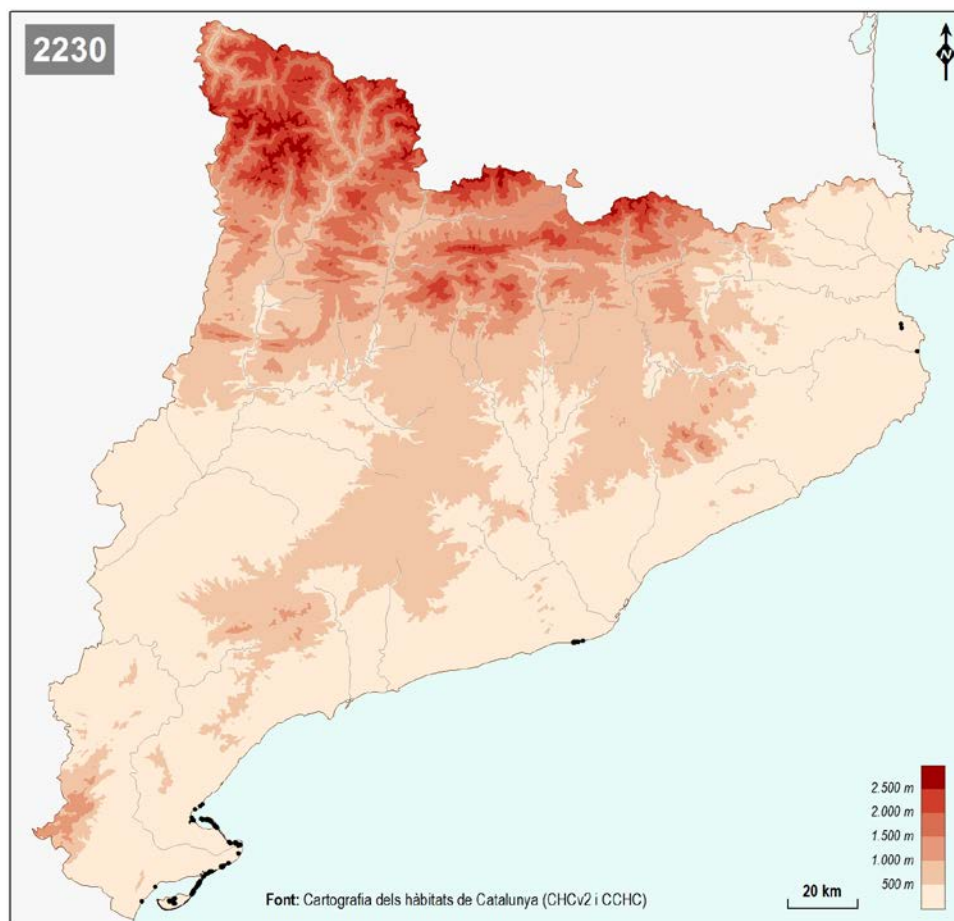 2230
N
2.500 m
2.000 m
1.500 m
1.000 m
500 m
20 km
Font: Cartografia dels hàbitats de Catalunya (CHCv2 i CCHC)